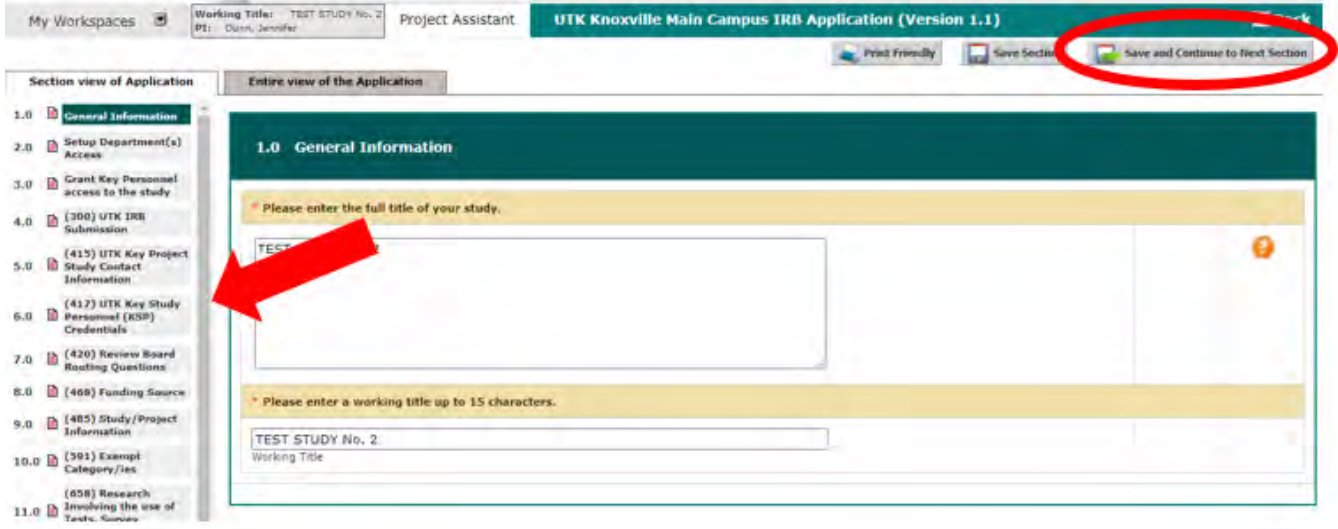 My Workspaces
Working Title: TEST STUDY No. 2
PI: Dunn, Jennifer
Project Assistant
UTK Knoxville Main Campus IRB Application (Version 1.1)
Back
Print Friendly
Save Section
Save and Continue to Next Section
Section view of Application
Entire view of the Application
1.0 General Information
2.0 Setup Department(s)
Access
3.0 Grant Key Personnel
access to the study
4.0 (300) UTK IRB
Submission
(415) UTK Key Project
5.0 Study Contact
Information
(417) UTK Key Study
6.0 Personnel (KSP)
Credentials
7.0 (420) Review Board
Routing Questions
8.0 (468) Funding Source
9.0 (485) Study/Project
Information
10.0 (591) Exempt
Category/ies
(658) Research
11.0 Involving the use of
Tests, Survey
1.0 General Information
* Please enter the full title of your study.
TEST 2
* Please enter a working title up to 15 characters.
TEST STUDY No. 2
Working Title